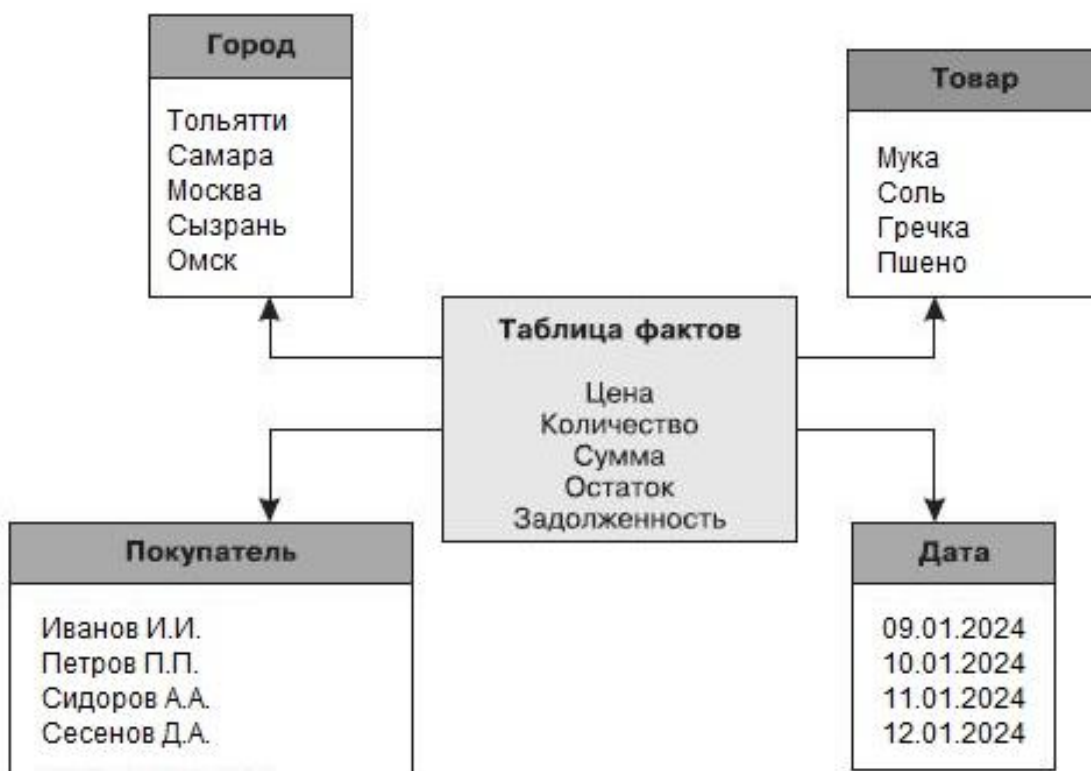 Город
Тольятти
Самара
Москва
Сызрань
Омск
Товар
Мука
Соль
Гречка
Пшено
Таблица фактов
Цена
Количество
Сумма
Остаток
Задолженность
Покупатель
Иванов И.И.
Петров П.П.
Сидоров А.А.
Сесенов Д.А.
Дата
09.01.2024
10.01.2024
11.01.2024
12.01.2024